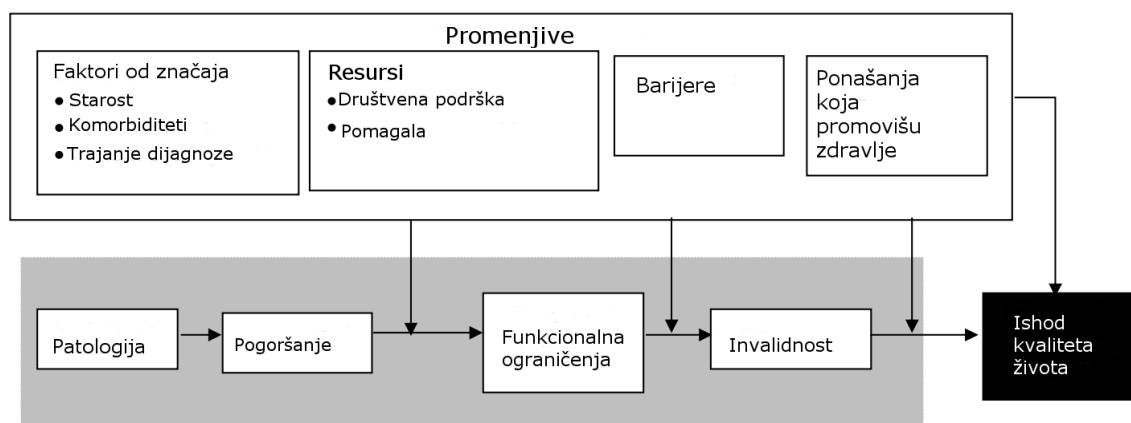 Promenjive
Faktori od značaja
● Starost
● Komorbiditeti
● Trajanje dijagnoze
Resursi
●Društvena podrška
● Pomagala
Barijere
Ponašanja
koja
promovišu
zdravlje
Patologija
Pogoršanje
Funkcionalna
ograničenja
Invalidnost
Ishod
kvaliteta
života